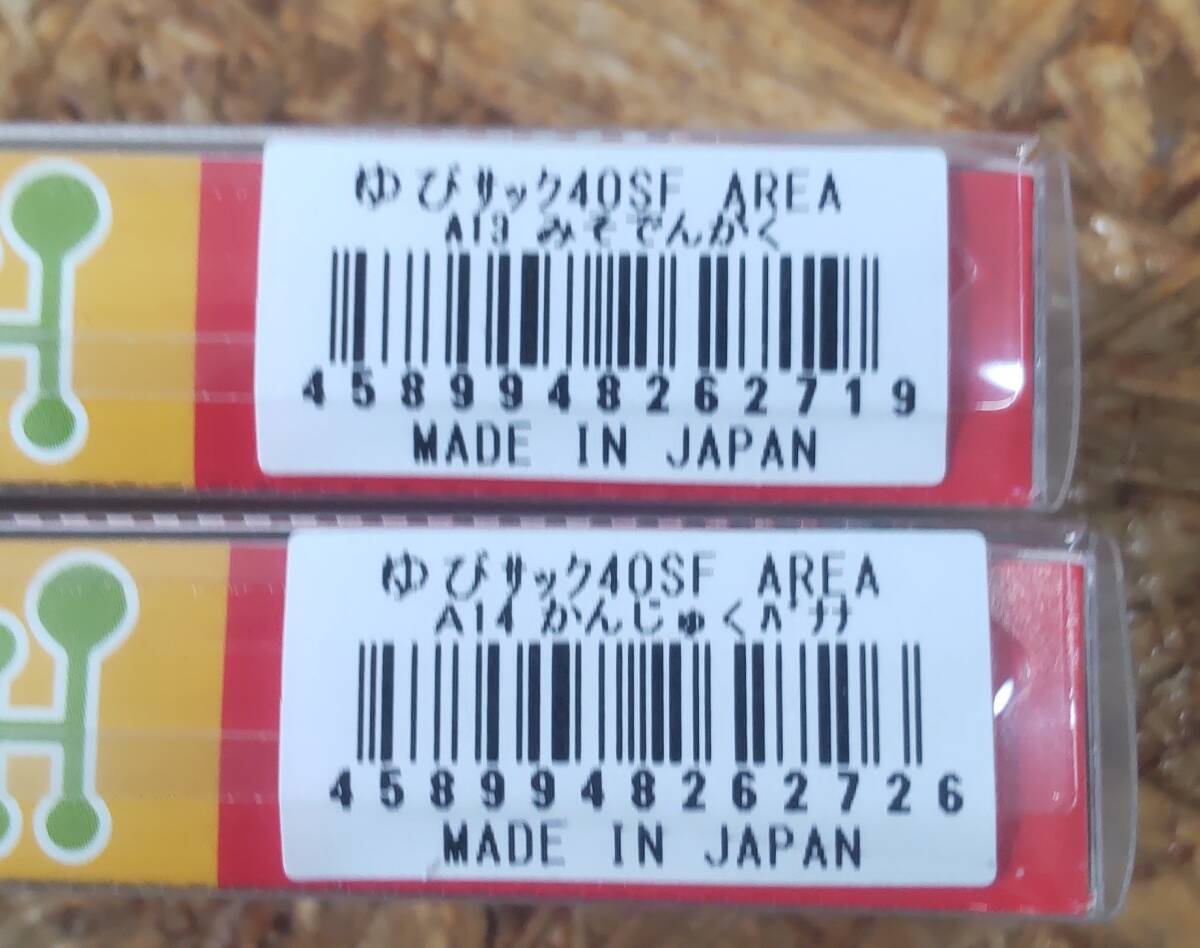 ゆびｻｯｸ40SF AREA
A13 みそでんがく
4589948262719
MADE IN JAPAN
ゆびｻｯｸ40SF AREA
A14 かんじゅくﾊﾞﾅﾅ
4589948262726
MADE IN JAPAN